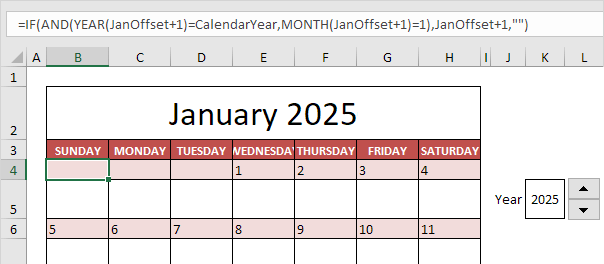 =IF(AND(YEAR(JanOffset+1)=CalendarYear,MONTH(JanOffset+1)=1),JanOffset+1,"")
A B C D E F G H I J K L
1
2 January 2025
3 SUNDAY MONDAY TUESDAY WEDNESDAY THURSDAY FRIDAY SATURDAY
4 1 2 3 4
5 Year 2025
6 5 6 7 8 9 10 11